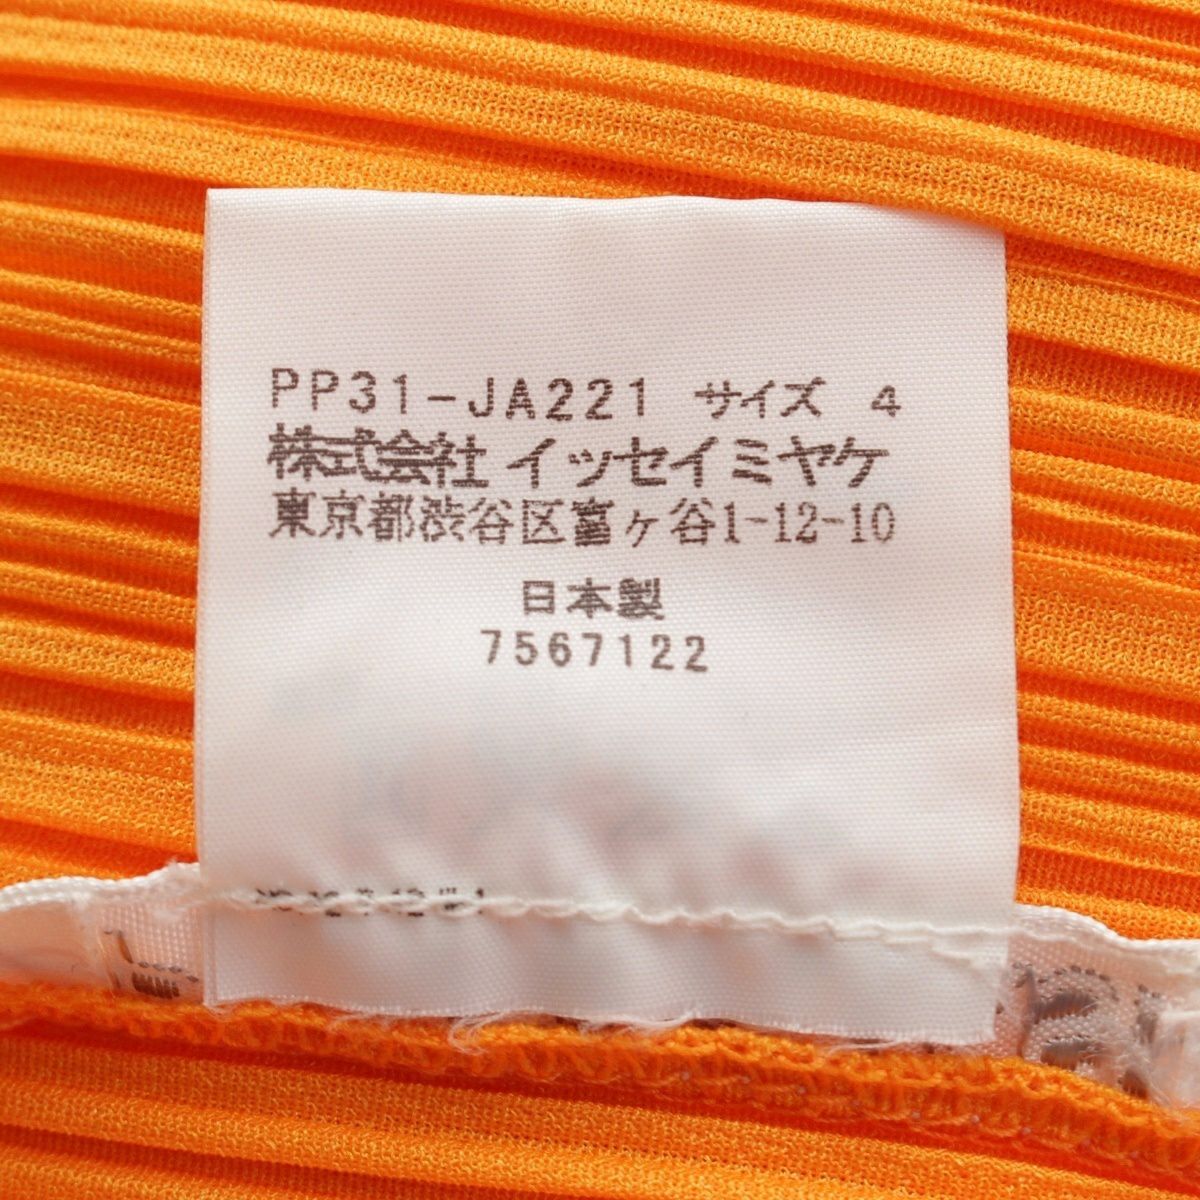 PP31-JA221 サイズ 4
株式会社 イッセイミヤケ
東京都渋谷区富ヶ谷1-12-10
日本製
7567122